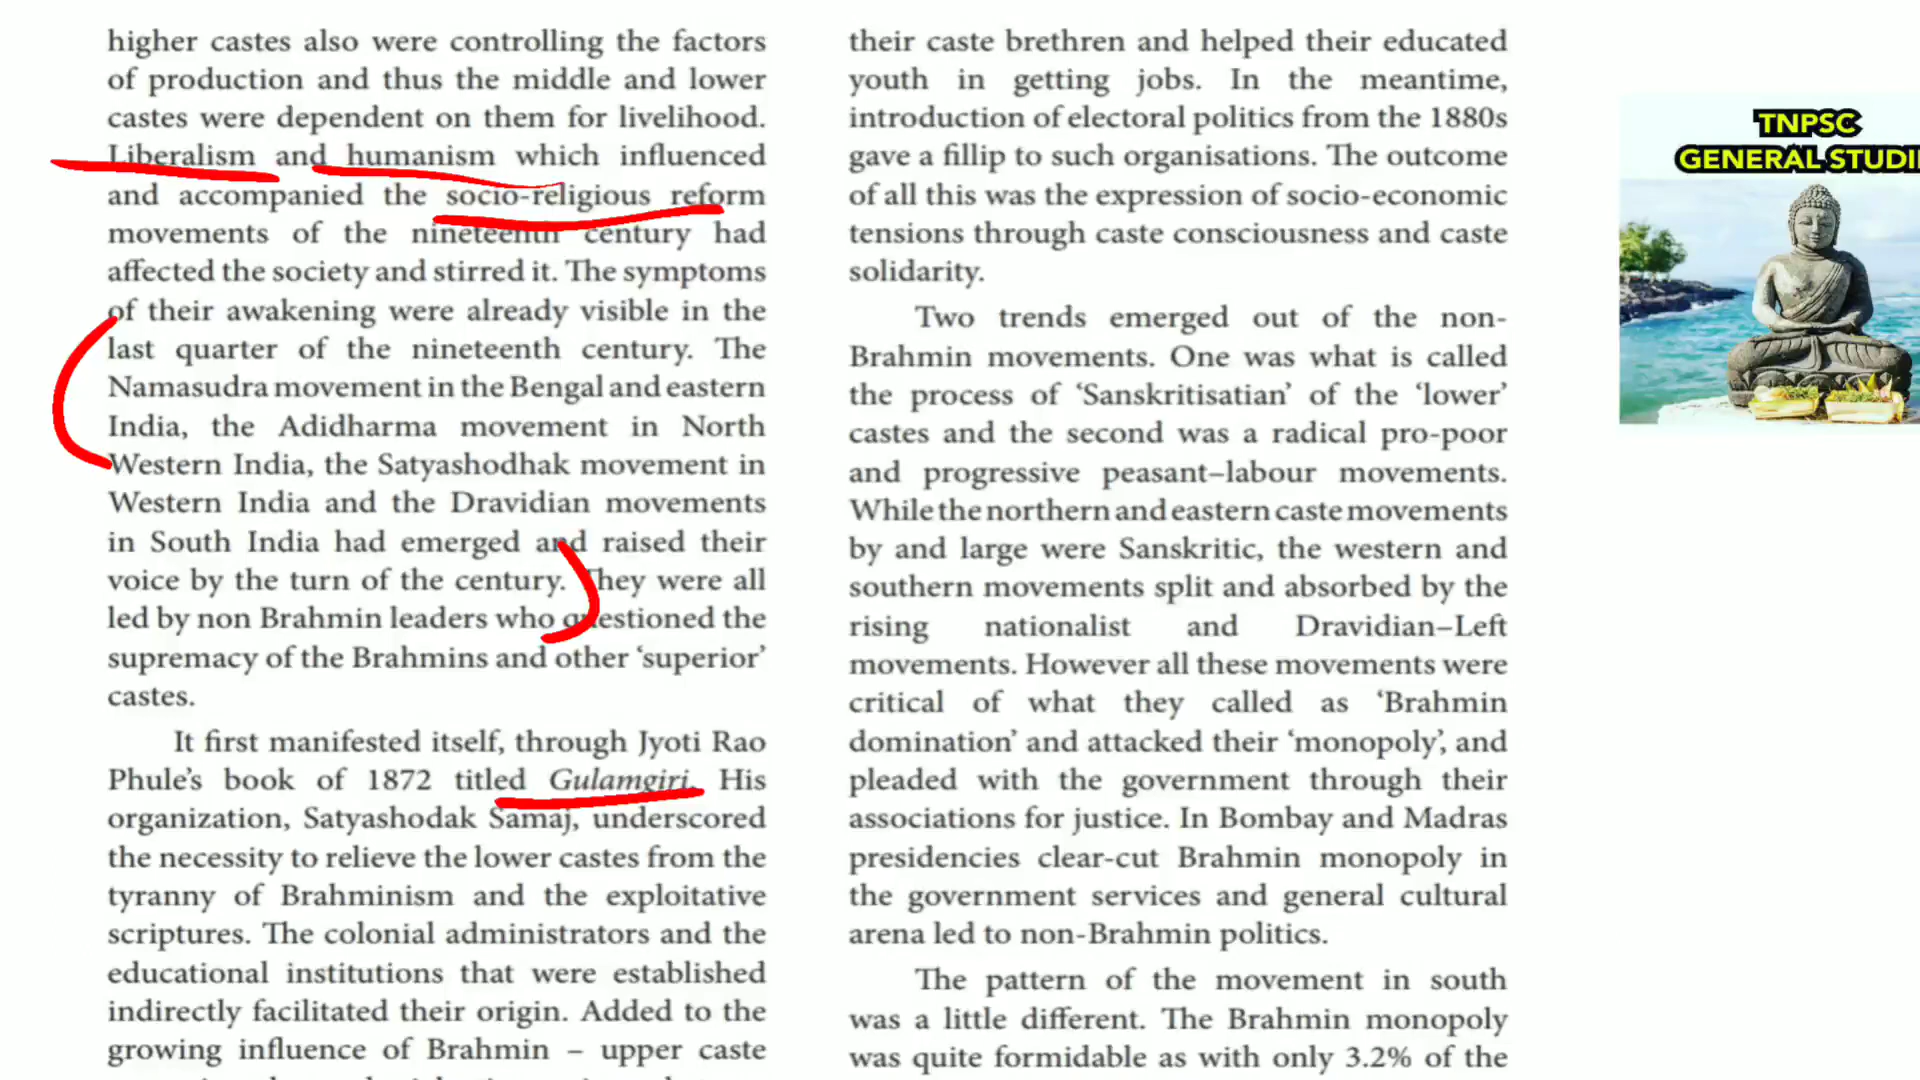 higher castes also were controlling the factors
of production and thus the middle and lower
castes were dependent on them for livelihood.
Liberalism and humanism which influenced
and accompanied the socio-religious reform
movements of the nineteenth century had
affected the society and stirred it. The symptoms
of their awakening were already visible in the
last quarter of the nineteenth century. The
Namasudra movement in the Bengal and eastern
India, the Adidharma movement in North
Western India, the Satyashodhak movement in
Western India and the Dravidian movements
in South India had emerged and raised their
voice by the turn of the century. They were all
led by non Brahmin leaders who questioned the
supremacy of the Brahmins and other ‘superior’
castes.
It first manifested itself, through Jyoti Rao
Phule’s book of 1872 titled Gulamgiri. His
organization, Satyashodak Samaj, underscored
the necessity to relieve the lower castes from the
tyranny of Brahminism and the exploitative
scriptures. The colonial administrators and the
educational institutions that were established
indirectly facilitated their origin. Added to the
growing influence of Brahmin – upper caste
their caste brethren and helped their educated
youth in getting jobs. In the meantime,
introduction of electoral politics from the 1880s
gave a fillip to such organisations. The outcome
of all this was the expression of socio-economic
tensions through caste consciousness and caste
solidarity.
Two trends emerged out of the non-
Brahmin movements. One was what is called
the process of ‘Sanskritisatian’ of the ‘lower’
castes and the second was a radical pro-poor
and progressive peasant–labour movements.
While the northern and eastern caste movements
by and large were Sanskritic, the western and
southern movements split and absorbed by the
rising nationalist and Dravidian–Left
movements. However all these movements were
critical of what they called as ‘Brahmin
domination’ and attacked their ‘monopoly’, and
pleaded with the government through their
associations for justice. In Bombay and Madras
presidencies clear-cut Brahmin monopoly in
the government services and general cultural
arena led to non-Brahmin politics.
The pattern of the movement in south
was a little different. The Brahmin monopoly
was quite formidable as with only 3.2% of the
TNPSC
GENERAL STUDI